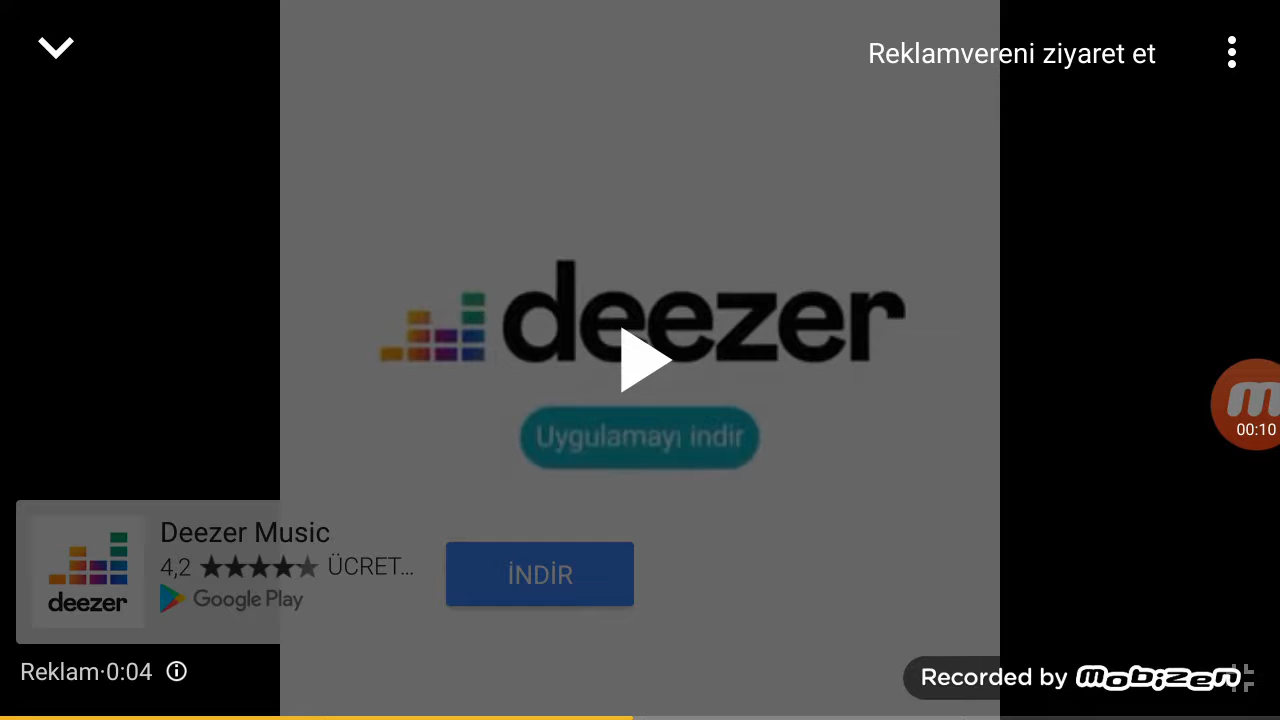 Reklamvereni ziyaret et
deezer
Uygulamayı indir
00:10
Deezer Music
4,2 ★★★★★ ÜCRET...
Google Play
deezer
İNDİR
Reklam·0:04
Recorded by mobizen